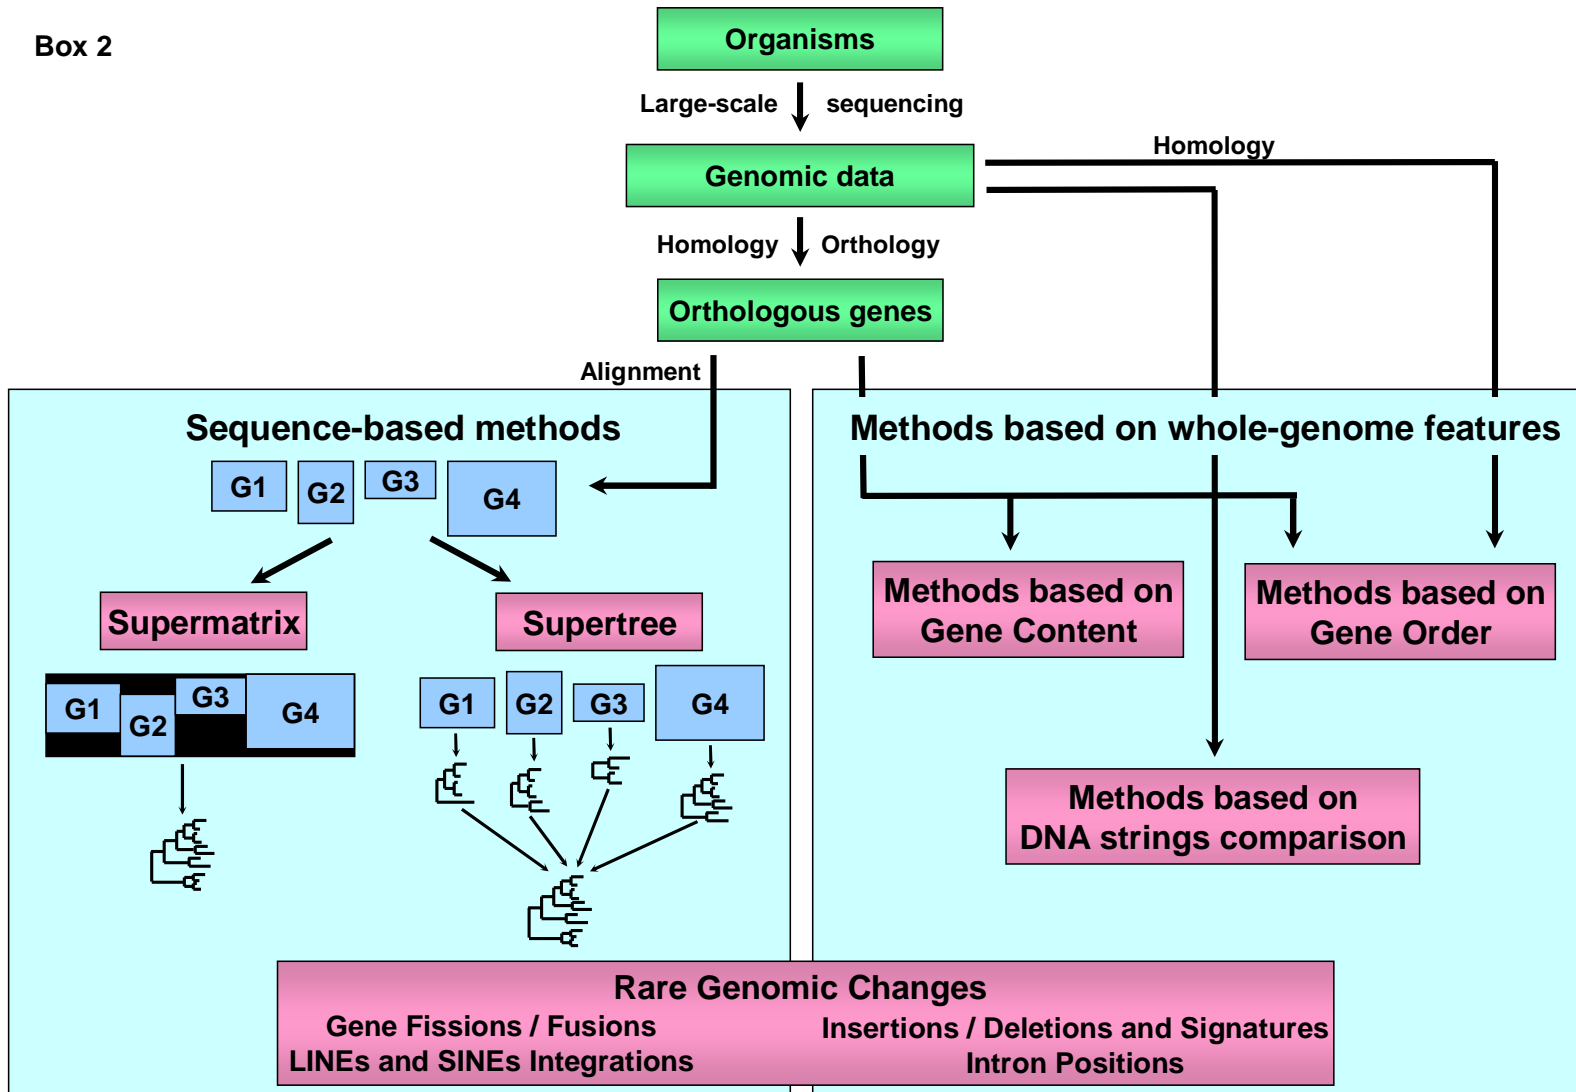 Box 2
Organisms
Large-scale sequencing
Genomic data
Homology
Homology Orthology
Orthologous genes
Alignment
Sequence-based methods
G1 G2 G3 G4
Supermatrix
Supertree
G1 G2 G3 G4
G1 G2 G3 G4
Methods based on whole-genome features
Methods based on
Gene Content
Methods based on
Gene Order
Methods based on
DNA strings comparison
Rare Genomic Changes
Gene Fissions / Fusions
LINEs and SINEs Integrations
Insertions / Deletions and Signatures
Intron Positions